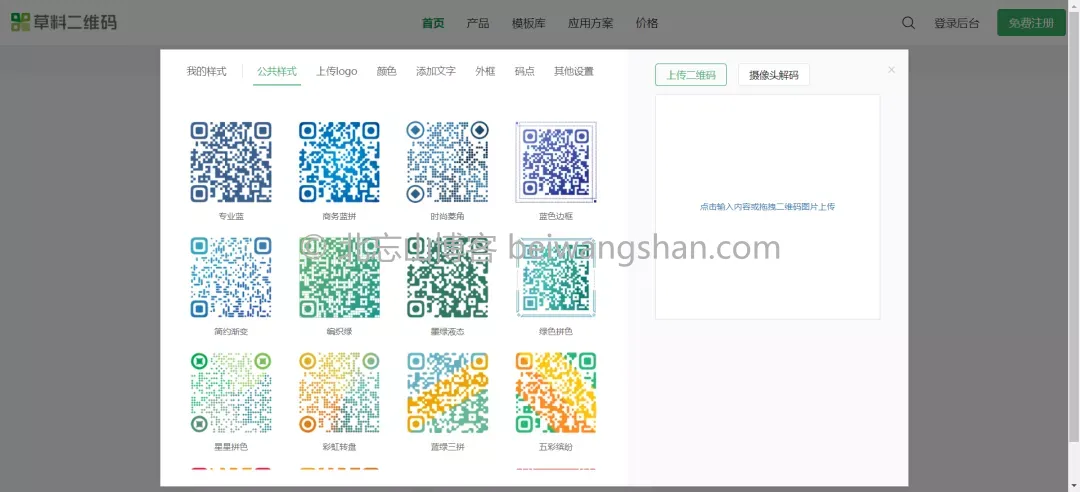 草料二维码 首页 产品 模板库 应用方案 价格 登录后台 免费注册
我的样式 公共样式 上传logo 颜色 添加文字 外框 码点 其他设置
上传二维码 摄像头解码
专业蓝 商务蓝拼 时尚菱角 蓝色边框
点击输入内容或拖拽二维码图片上传
© 北忘山博客 beiwangshan.com
简约渐变 编织绿 墨绿液态 绿色拼色
星星拼色 彩虹转盘 蓝绿三拼 五彩缤纷